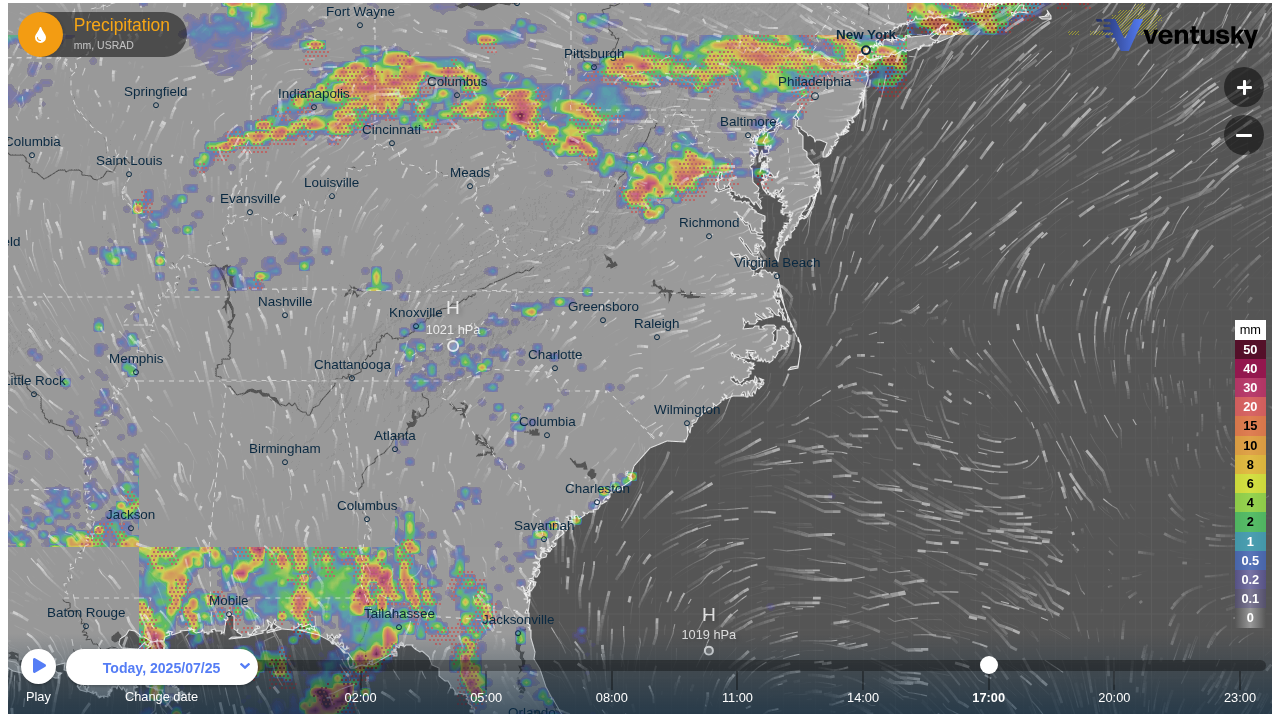 Precipitation
mm, USRAD
Fort Wayne
New York
ventusky
Pittsburgh
Springfield
Indianapolis
Columbus
Philadelphia
+
Columbia
Cincinnati
Baltimore
−
Saint Louis
Meads
Louisville
Evansville
Richmond
eld
Virginia Beach
Nashville
Knoxville
H
1021 hPa
Greensboro
Raleigh
mm
50
Memphis
Chattanooga
Charlotte
40
Little Rock
30
Wilmington
20
Columbia
15
Birmingham
Atlanta
10
8
Charleston
6
Jackson
Columbus
4
Savannah
2
1
0.5
0.2
0.1
Baton Rouge
Mobile
Tallahassee
Jacksonville
H
1019 hPa
0
Today, 2025/07/25
Play
Change date
02:00
05:00
08:00
11:00
14:00
17:00
20:00
23:00
Orlando